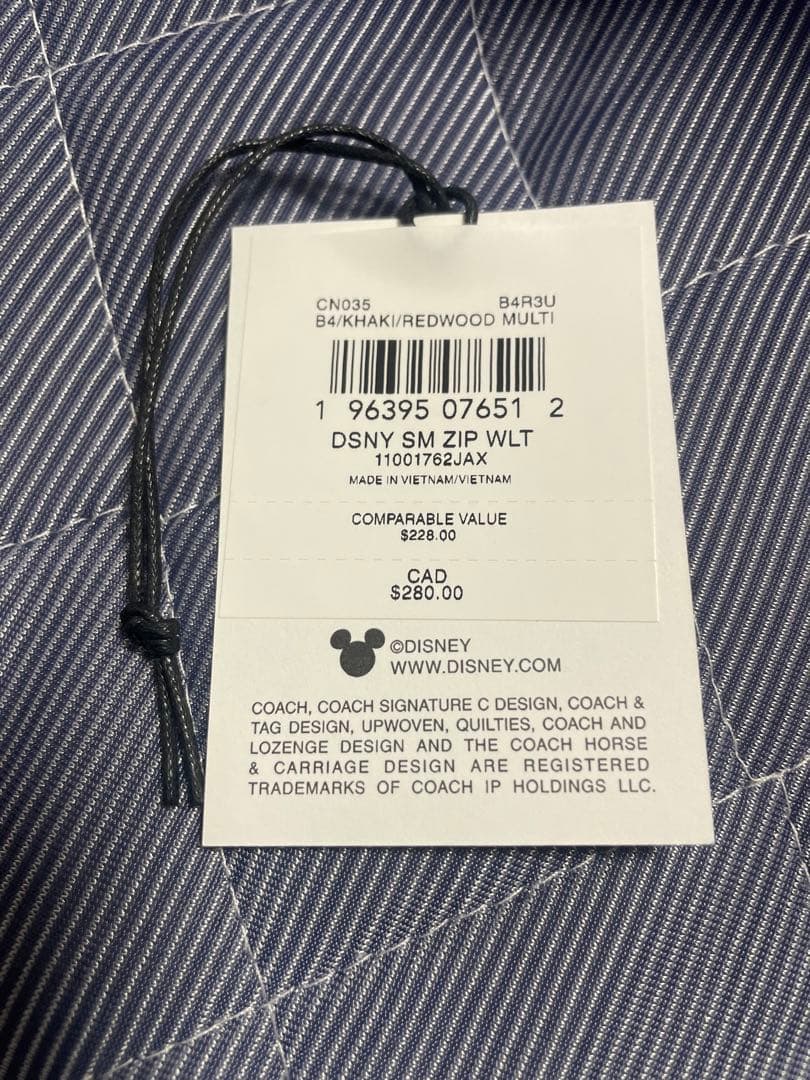 CN035 B4R3U
B4/KHAKI/REDWOOD MULTI
1 96395 07651 2
DSNY SM ZIP WLT
11001762JAX
MADE IN VIETNAM/VIETNAM
COMPARABLE VALUE
$228.00
CAD
$280.00
©DISNEY
WWW.DISNEY.COM
COACH, COACH SIGNATURE C DESIGN, COACH &
TAG DESIGN, UPWOVEN, QUILTIES, COACH AND
LOZENGE DESIGN AND THE COACH HORSE
& CARRIAGE DESIGN ARE REGISTERED
TRADEMARKS OF COACH IP HOLDINGS LLC.